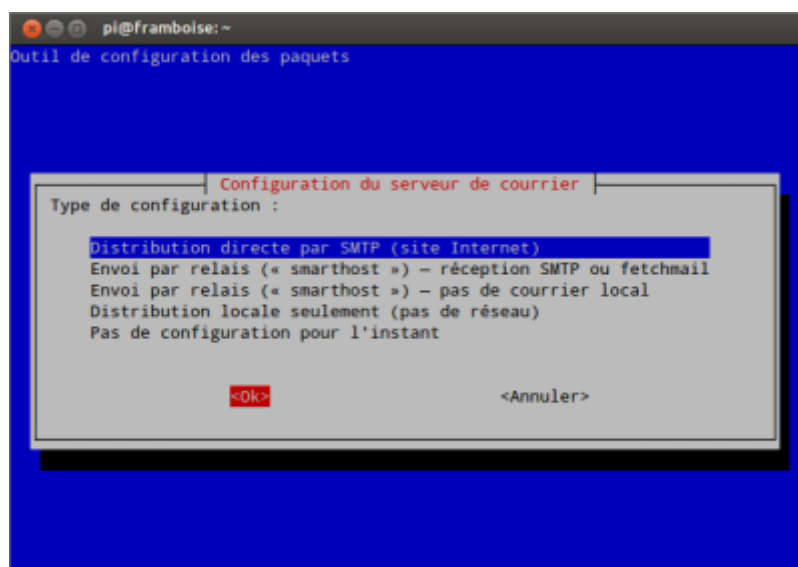 pi@framboise: ~
Outil de configuration des paquets
Configuration du serveur de courrier
Type de configuration :
Distribution directe par SMTP (site Internet)
Envoi par relais (« smarthost ») – réception SMTP ou fetchmail
Envoi par relais (« smarthost ») – pas de courrier local
Distribution locale seulement (pas de réseau)
Pas de configuration pour l'instant
<Ok> <Annuler>